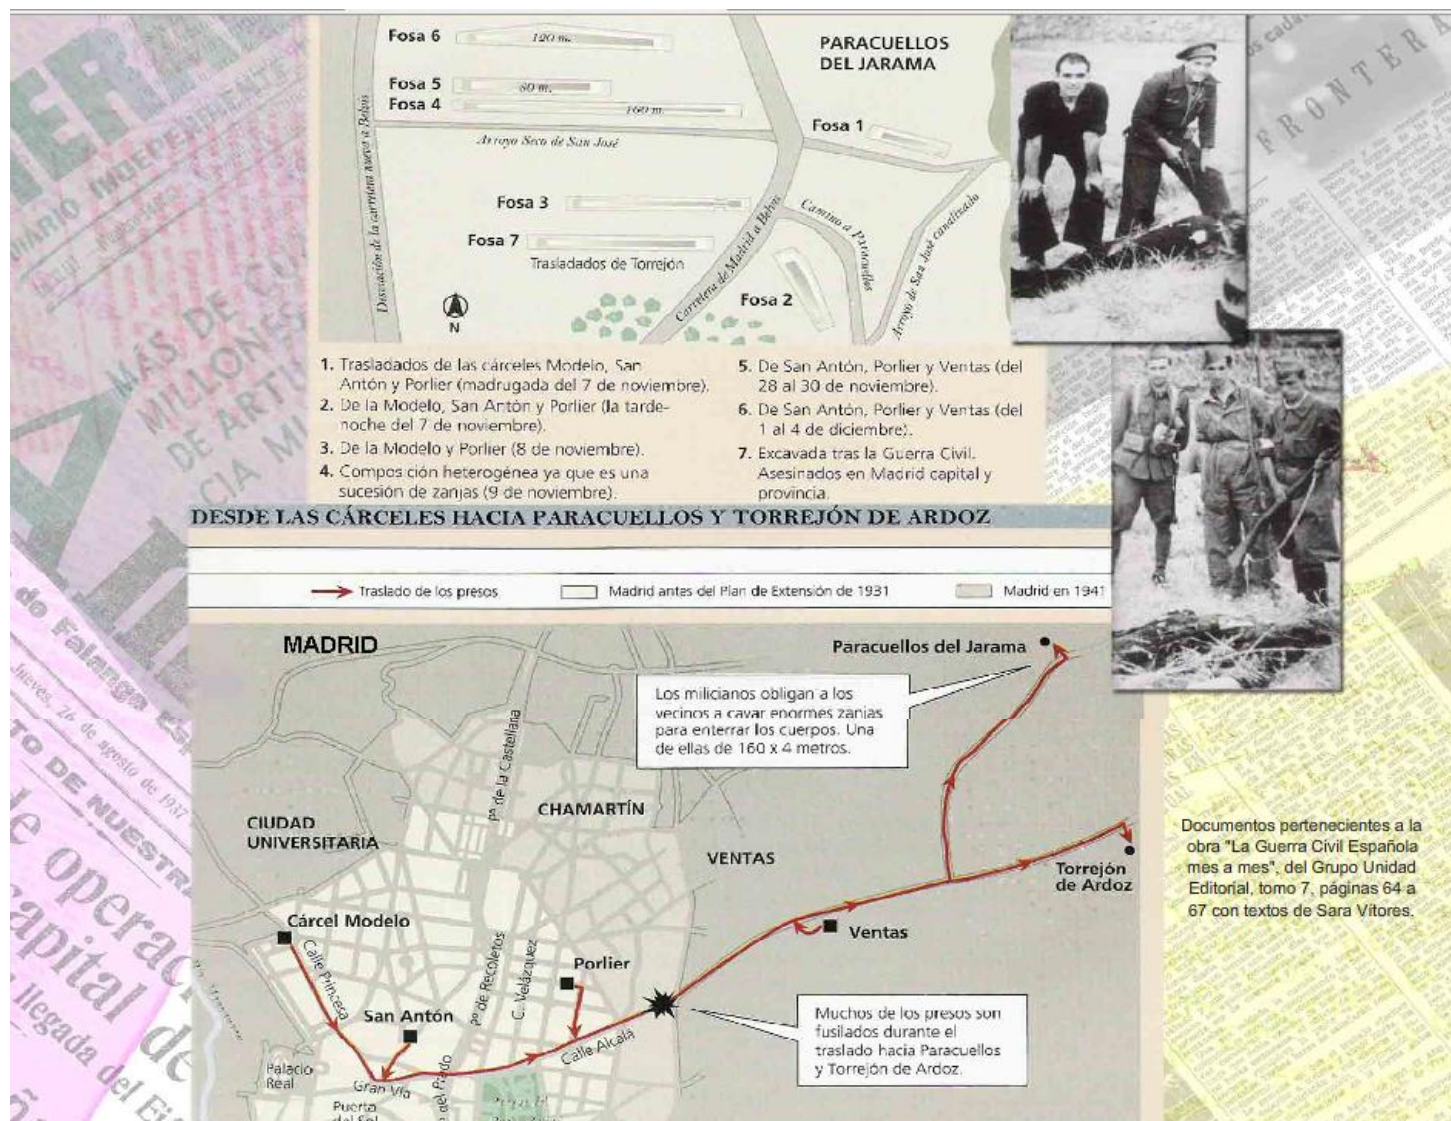 Fosa 6
120 m.
PARACUELLOS
DEL JARAMA
Fosa 5
80 m.
Fosa 4
160 m.
Fosa 1
Arroyo Seco de San José
Desviación de la carretera nueva a Belvis
Fosa 3
Camino a Paracuellos
Arroyo de San José canalizado
Carretera de Madrid a Belvis
Fosa 7
Trasladados de Torrejón
Fosa 2
N
1. Trasladados de las cárceles Modelo, San
Antón y Porlier (madrugada del 7 de noviembre).
2. De la Modelo, San Antón y Porlier (la tarde-
noche del 7 de noviembre).
3. De la Modelo y Porlier (8 de noviembre).
4. Composición heterogénea ya que es una
sucesión de zanjas (9 de noviembre).
5. De San Antón, Porlier y Ventas (del
28 al 30 de noviembre).
6. De San Antón, Porlier y Ventas (del
1 al 4 de diciembre).
7. Excavada tras la Guerra Civil.
Asesinados en Madrid capital y
provincia.
DESDE LAS CÁRCELES HACIA PARACUELLOS Y TORREJÓN DE ARDOZ
Traslado de los presos
Madrid antes del Plan de Extensión de 1931
Madrid en 1941
MADRID
Paracuellos del Jarama
Los milicianos obligan a los
vecinos a cavar enormes zanjas
para enterrar los cuerpos. Una
de ellas de 160 x 4 metros.
Pº de la Castellana
CHAMARTÍN
CIUDAD
UNIVERSITARIA
VENTAS
Torrejón
de Ardoz
Cárcel Modelo
Calle Princesa
Ventas
Pº de Recoletos
C. Velázquez
Porlier
San Antón
Calle Alcalá
Muchos de los presos son
fusilados durante el
traslado hacia Paracuellos
y Torrejón de Ardoz.
Palacio
Real
Gran Vía
del Prado
Puerta
del Sol
Documentos pertenecientes a la
obra "La Guerra Civil Española
mes a mes", del Grupo Unidad
Editorial, tomo 7, páginas 64 a
67 con textos de Sara Vítores.
FRONTERA
MÁS DE
MILLONES
DE
do Falange
Jueves, 26 de agosto de 1937
TO DE NUESTRA
de
llegada del